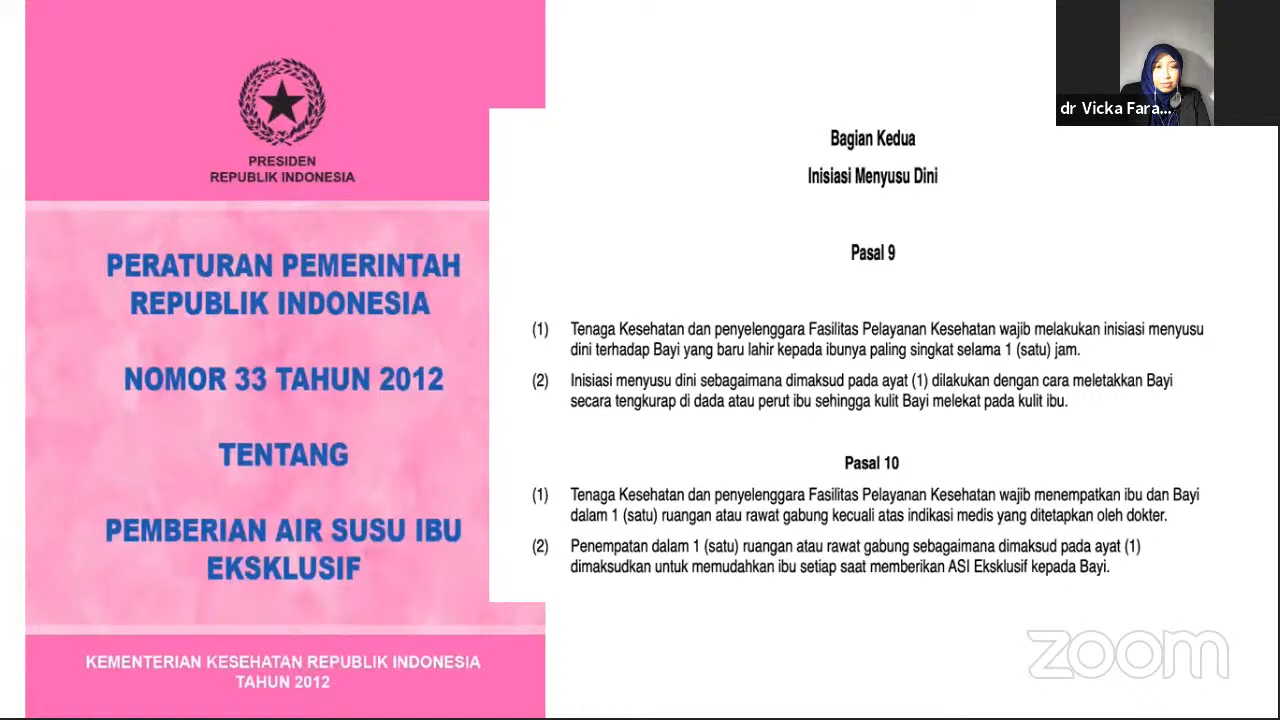 PRESIDEN
REPUBLIK INDONESIA
PERATURAN PEMERINTAH
REPUBLIK INDONESIA
NOMOR 33 TAHUN 2012
TENTANG
PEMBERIAN AIR SUSU IBU
EKSKLUSIF
KEMENTERIAN KESEHATAN REPUBLIK INDONESIA
TAHUN 2012
Bagian Kedua
Inisiasi Menyusu Dini
Pasal 9
(1) Tenaga Kesehatan dan penyelenggara Fasilitas Pelayanan Kesehatan wajib melakukan inisiasi menyusu
dini terhadap Bayi yang baru lahir kepada ibunya paling singkat selama 1 (satu) jam.
(2) Inisiasi menyusu dini sebagaimana dimaksud pada ayat (1) dilakukan dengan cara meletakkan Bayi
secara tengkurap di dada atau perut ibu sehingga kulit Bayi melekat pada kulit ibu.
Pasal 10
(1) Tenaga Kesehatan dan penyelenggara Fasilitas Pelayanan Kesehatan wajib menempatkan ibu dan Bayi
dalam 1 (satu) ruangan atau rawat gabung kecuali atas indikasi medis yang ditetapkan oleh dokter.
(2) Penempatan dalam 1 (satu) ruangan atau rawat gabung sebagaimana dimaksud pada ayat (1)
dimaksudkan untuk memudahkan ibu setiap saat memberikan ASI Eksklusif kepada Bayi.
dr Vicka Fara...
zoom